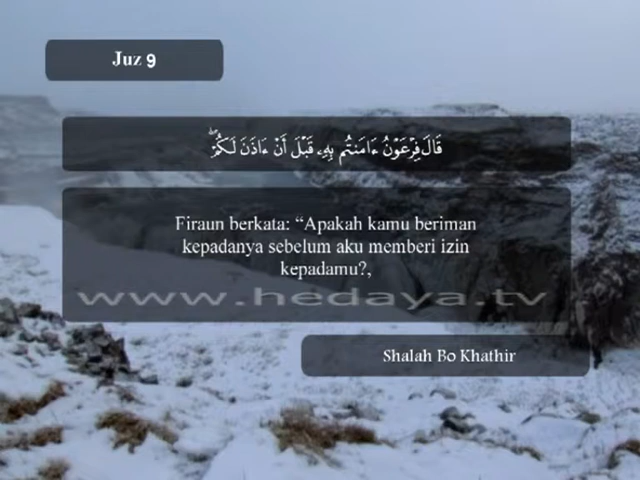 Juz 9
قَالَ فِرْعَوْنُ ءَامَنتُم بِهِۦ قَبْلَ أَنْ ءَاذَنَ لَكُمْ ۖ
Firaun berkata: “Apakah kamu beriman
kepadanya sebelum aku memberi izin
kepadamu?,
www.hedaya.tv
Shalah Bo Khathir